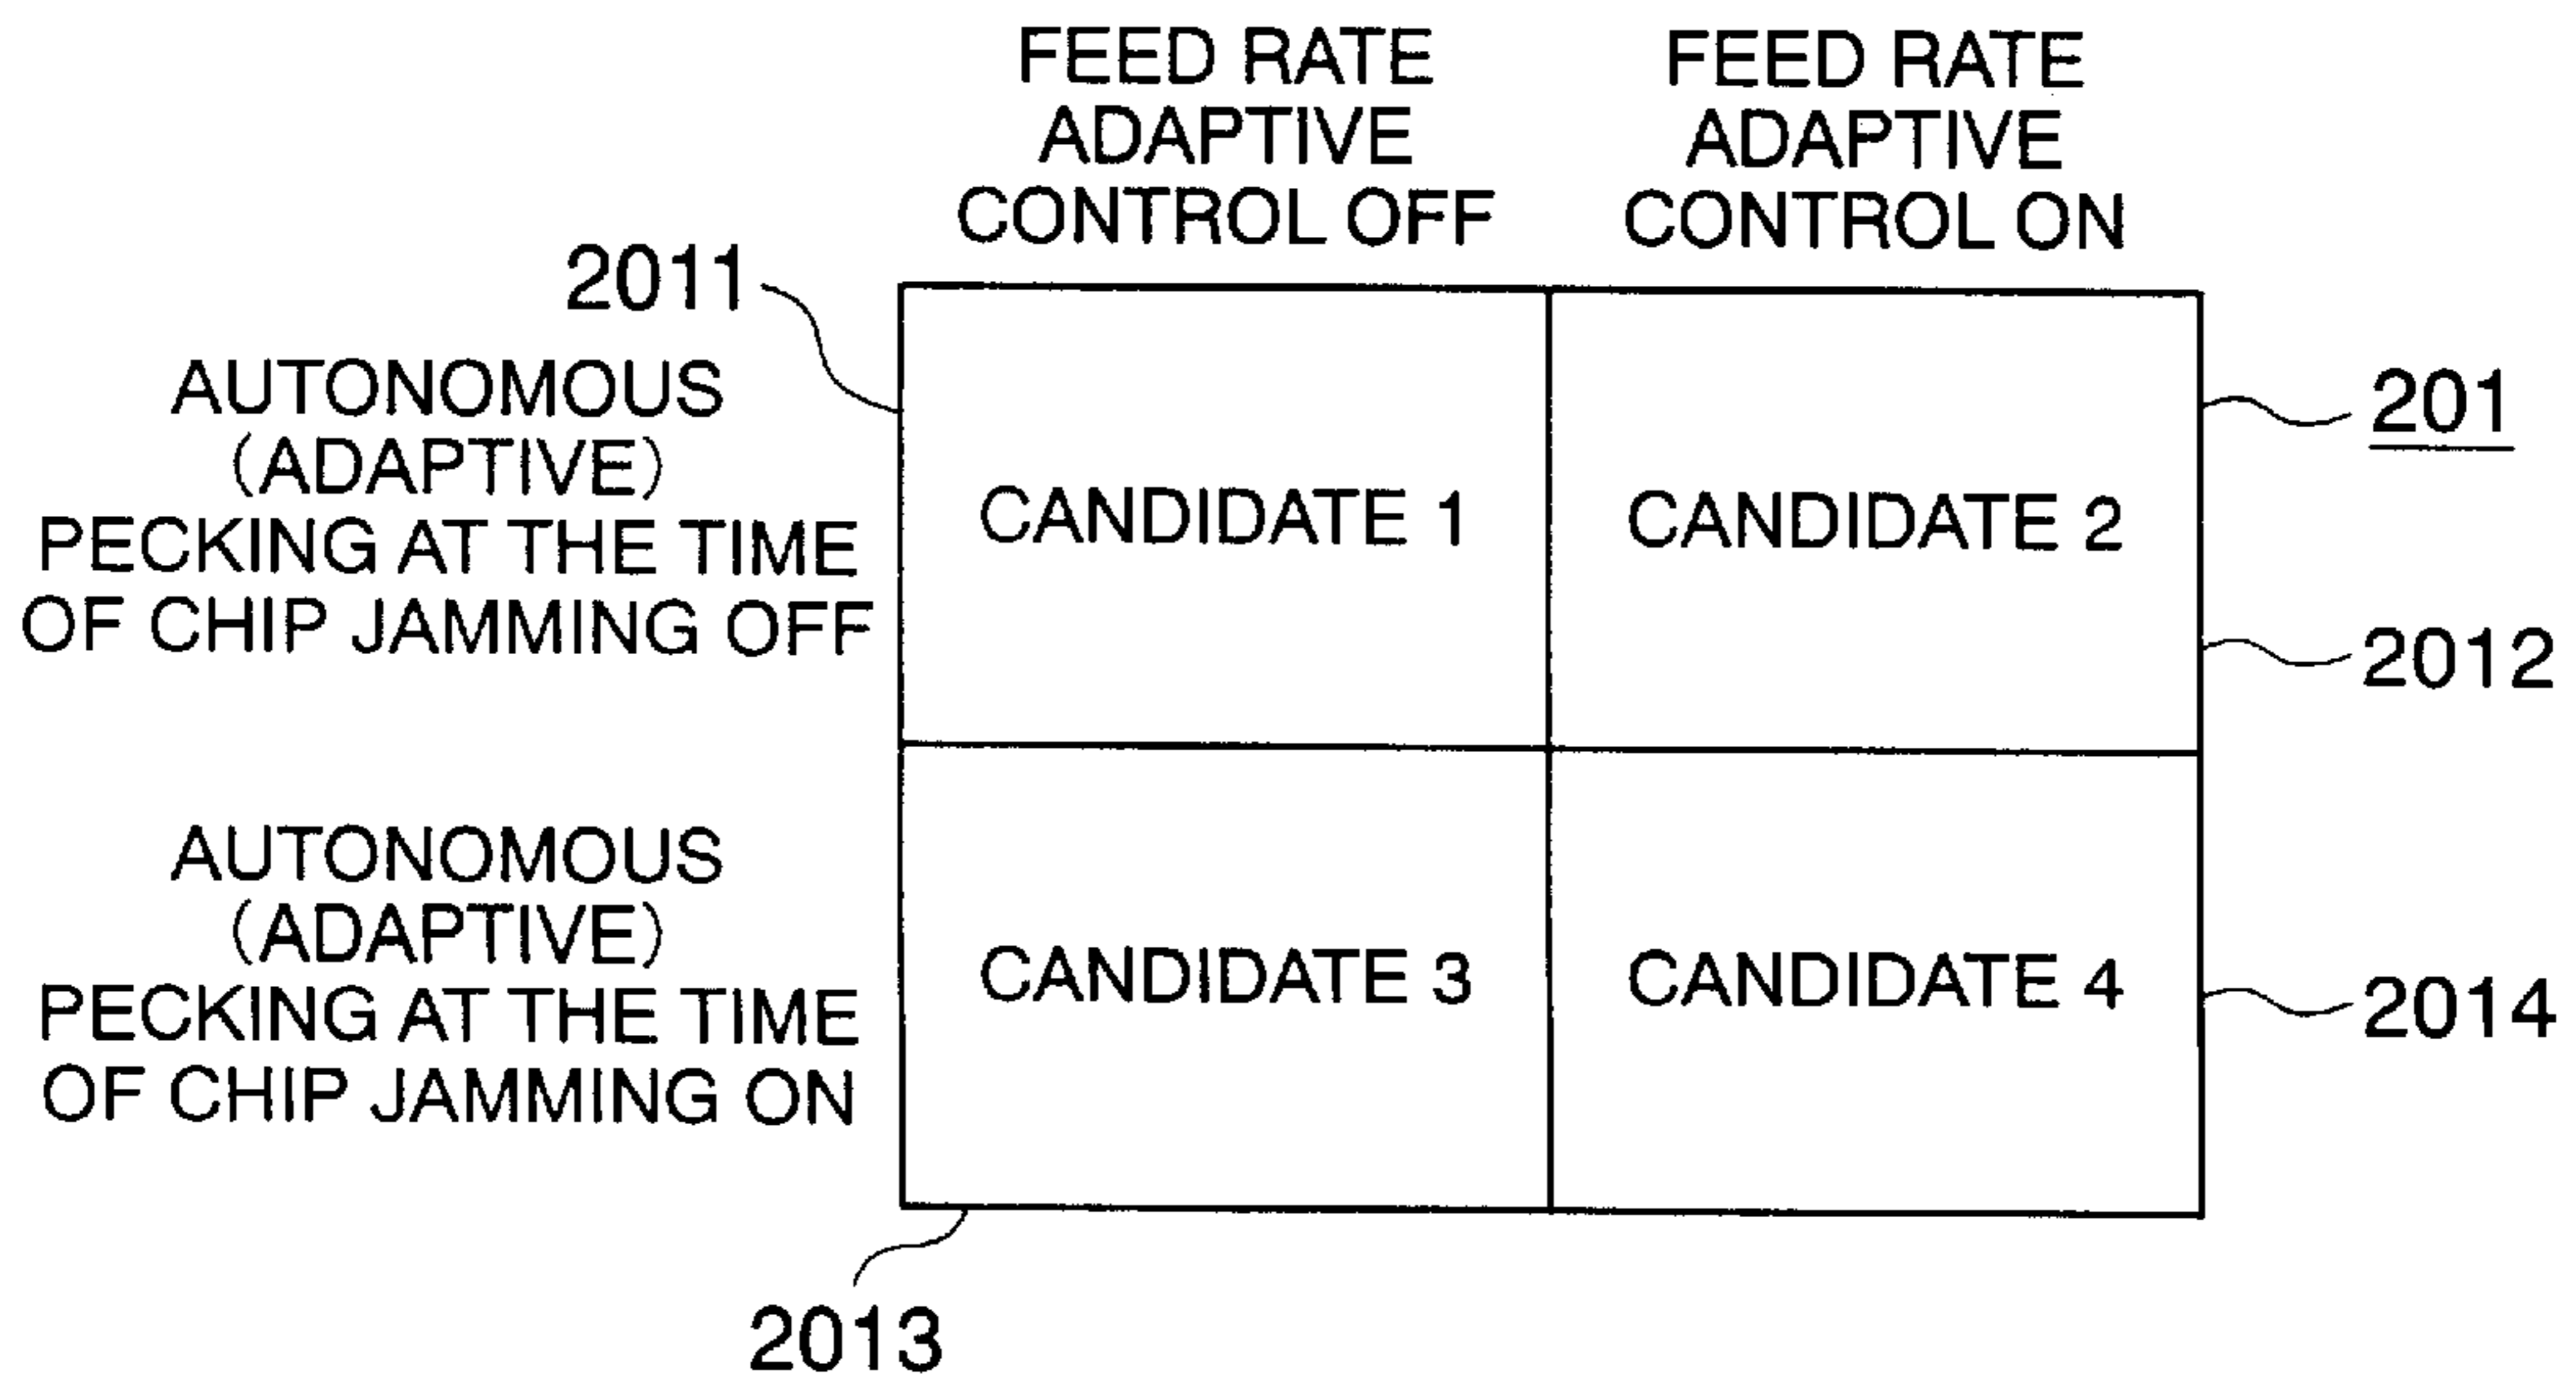 FEED RATE
ADAPTIVE
CONTROL OFF
FEED RATE
ADAPTIVE
CONTROL ON
2011
AUTONOMOUS
(ADAPTIVE)
PECKING AT THE TIME
OF CHIP JAMMING OFF
CANDIDATE 1
CANDIDATE 2
201
2012
AUTONOMOUS
(ADAPTIVE)
PECKING AT THE TIME
OF CHIP JAMMING ON
CANDIDATE 3
CANDIDATE 4
2014
2013